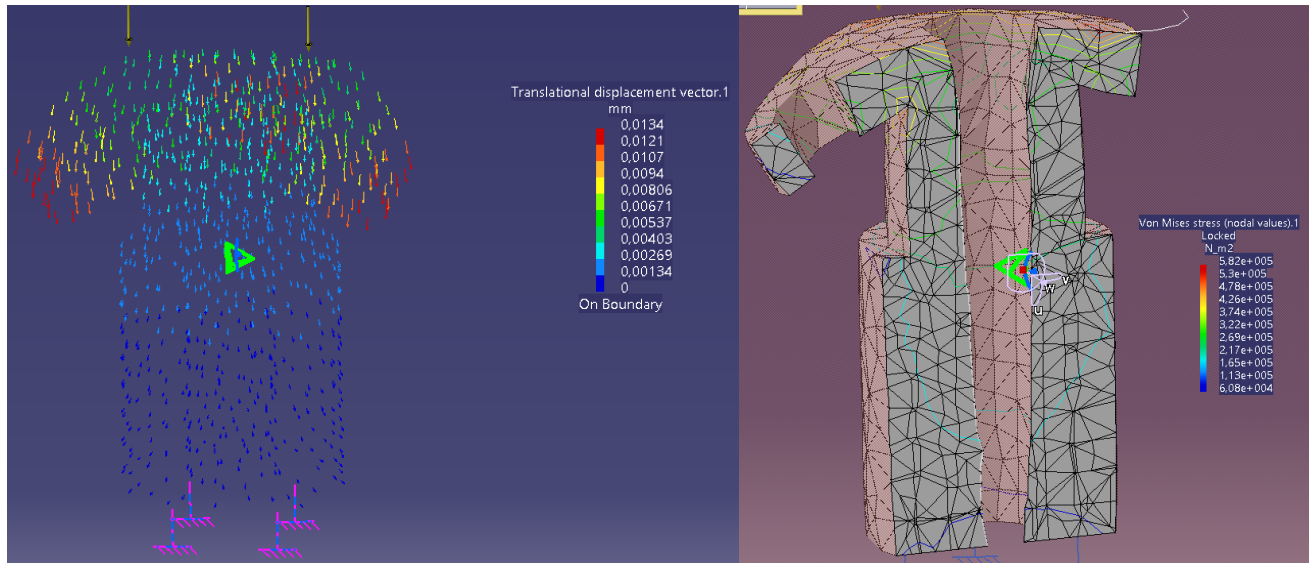 Translational displacement vector.1
mm
0,0134
0,0121
0,0107
0,0094
0,00806
0,00671
0,00537
0,00403
0,00269
0,00134
0
On Boundary
Von Mises stress (nodal values).1
Locked
N_m2
5,82e+005
5,3e+005
4,78e+005
4,26e+005
3,74e+005
3,22e+005
2,69e+005
2,17e+005
1,65e+005
1,13e+005
6,08e+004
v
w
u